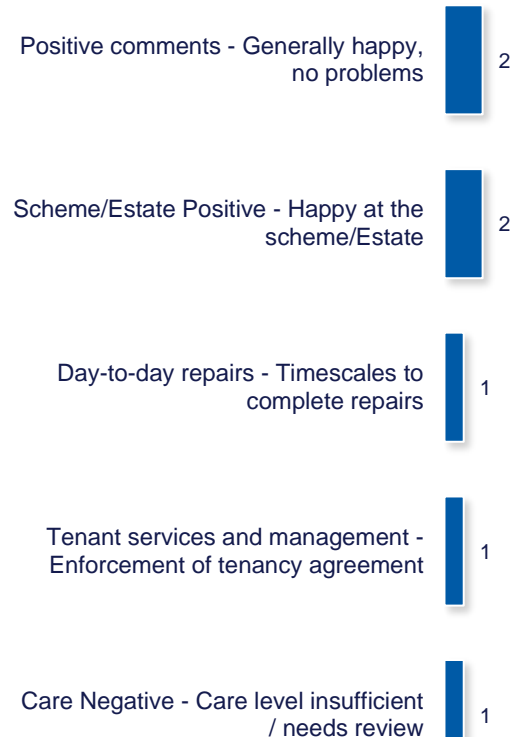 Positive comments - Generally happy,
no problems
2
Scheme/Estate Positive - Happy at the
scheme/Estate
2
Day-to-day repairs - Timescales to
complete repairs
1
Tenant services and management -
Enforcement of tenancy agreement
1
Care Negative - Care level insufficient
/ needs review
1